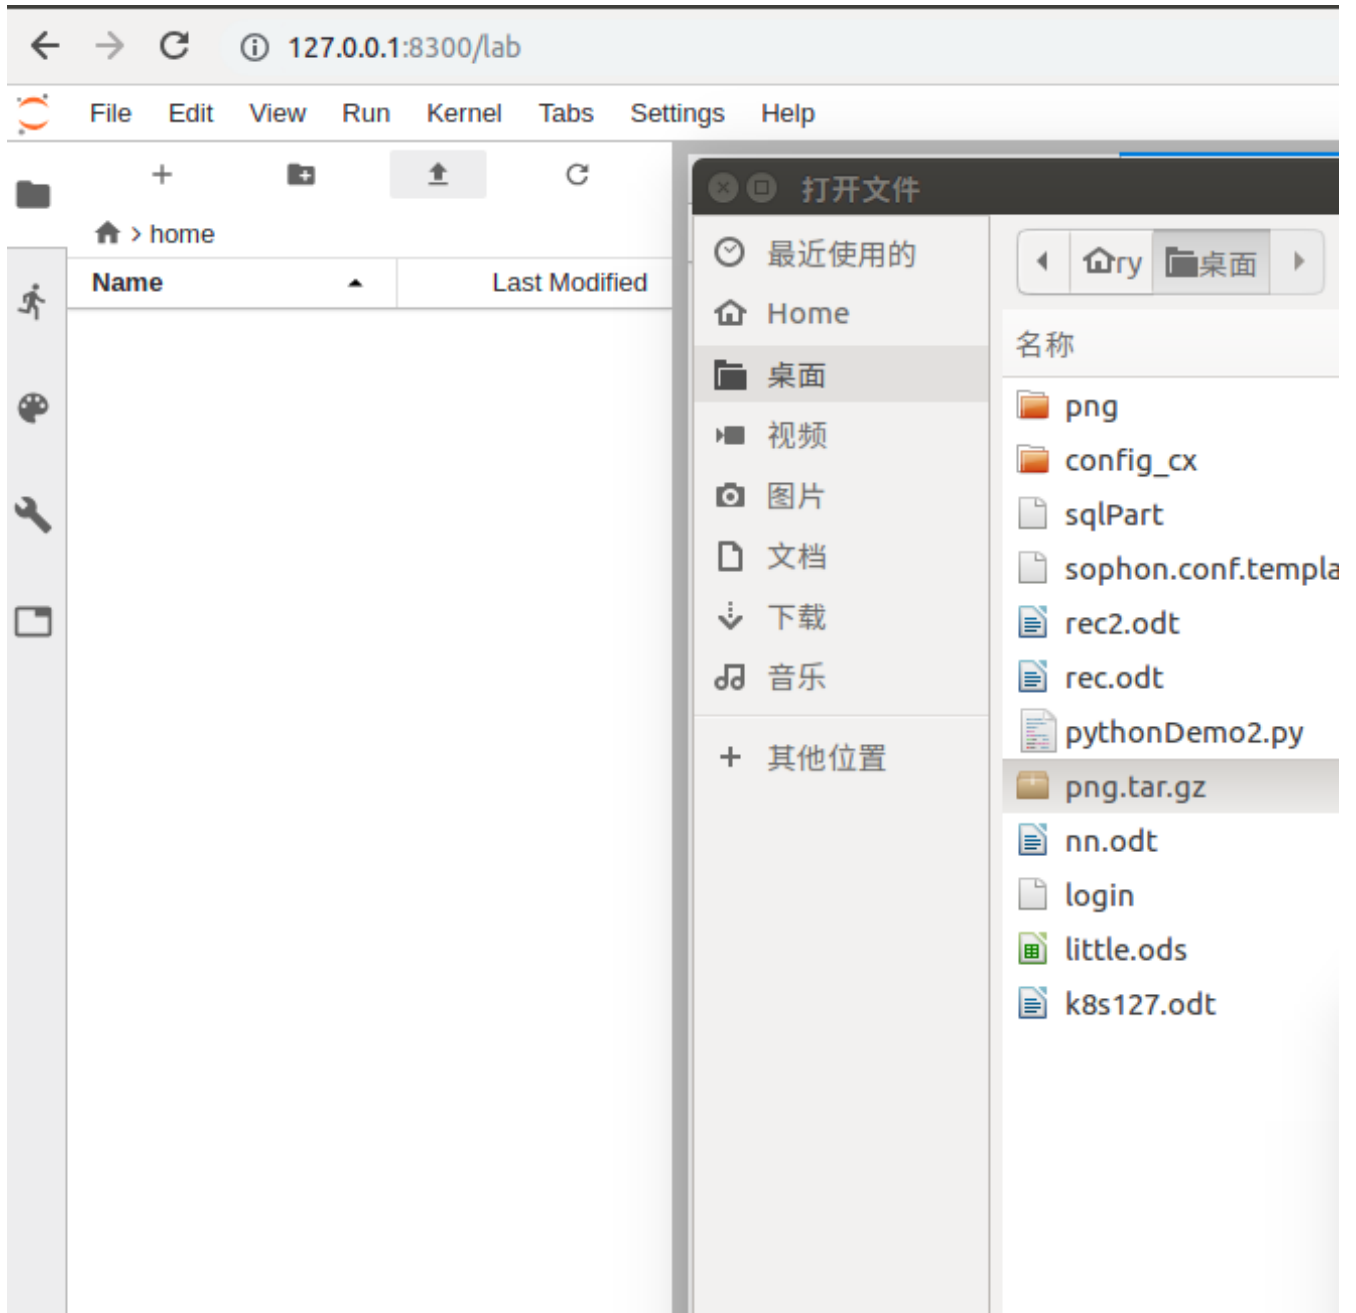 127.0.0.1:8300/lab
File Edit View Run Kernel Tabs Settings Help
home
Name Last Modified
打开文件
最近使用的
Home
桌面
视频
图片
文档
下载
音乐
其他位置
ry 桌面
名称
png
config_cx
sqlPart
sophon.conf.templa
rec2.odt
rec.odt
pythonDemo2.py
png.tar.gz
nn.odt
login
little.ods
k8s127.odt